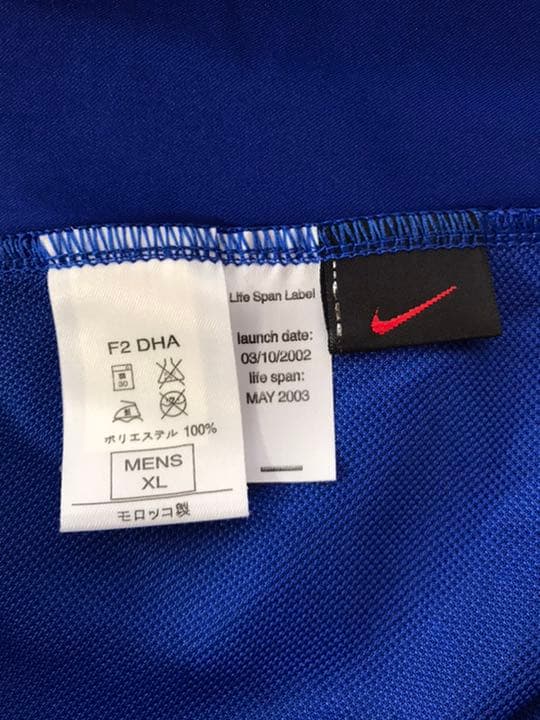 F2 DHA
30
ポリエステル 100%
MENS
XL
モロッコ製
Life Span Label
launch date:
03/10/2002
life span:
MAY 2003